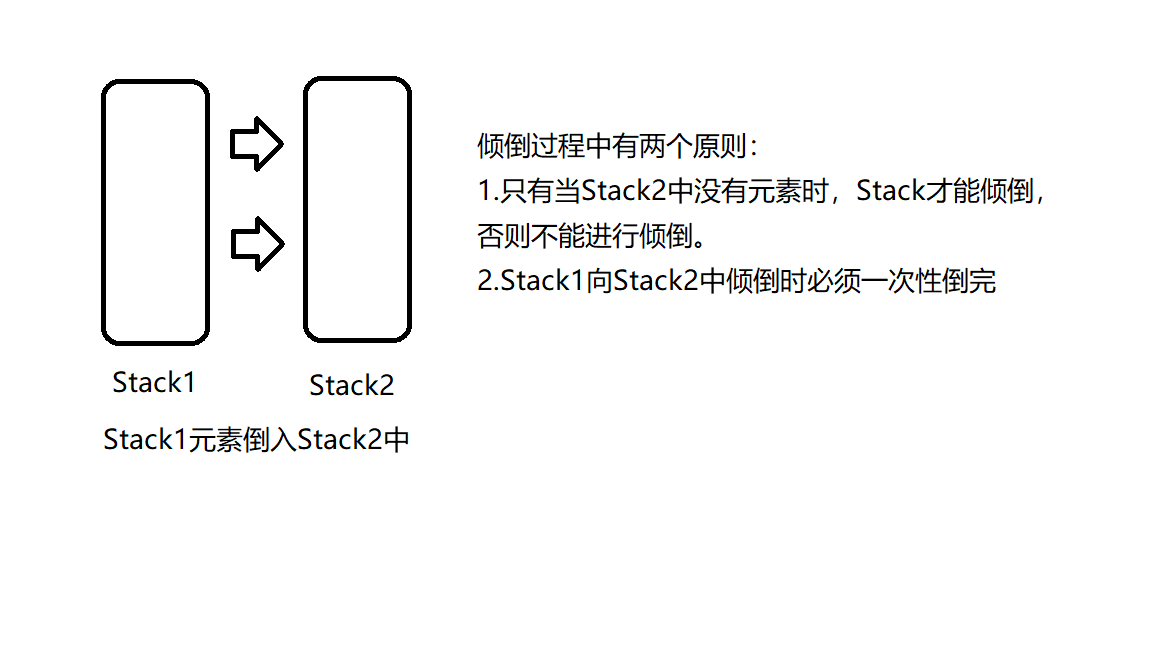 倾倒过程中有两个原则：
1.只有当Stack2中没有元素时，Stack才能倾倒，
否则不能进行倾倒。
2.Stack1向Stack2中倾倒时必须一次性倒完
Stack1
Stack2
Stack1元素倒入Stack2中